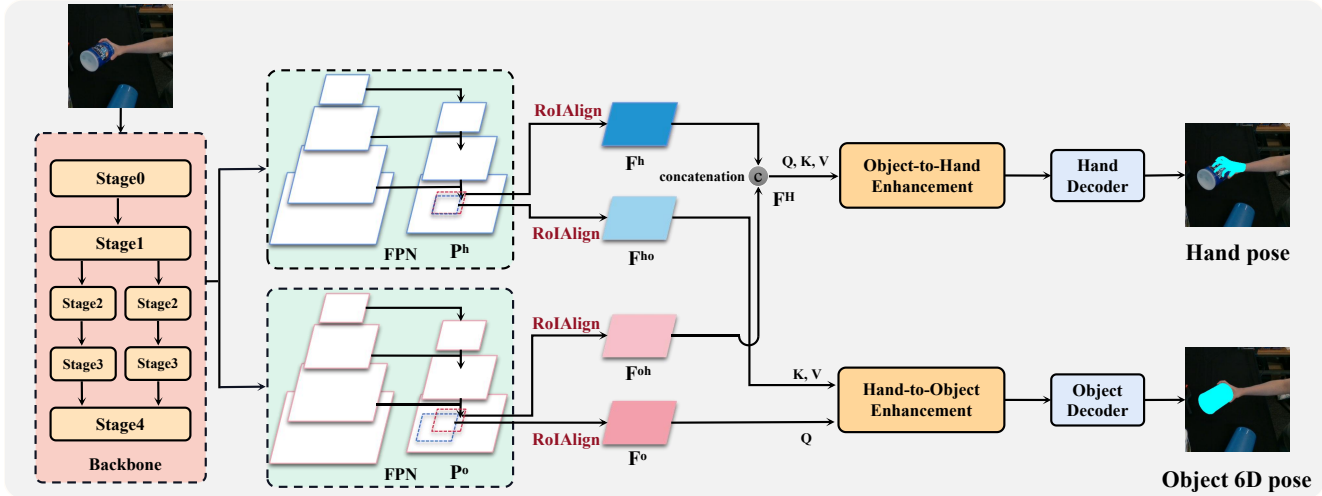 Stage0
Stage1
Stage2
Stage2
Stage3
Stage3
Stage4
Backbone
FPN
Pʰ
FPN
Pᵒ
RoIAlign
Fʰ
RoIAlign
Fʰᵒ
RoIAlign
Fᵒʰ
RoIAlign
Fᵒ
concatenation
C
Fᴴ
Q, K, V
Object-to-Hand
Enhancement
Hand
Decoder
Hand pose
K, V
Q
Hand-to-Object
Enhancement
Object
Decoder
Object 6D pose